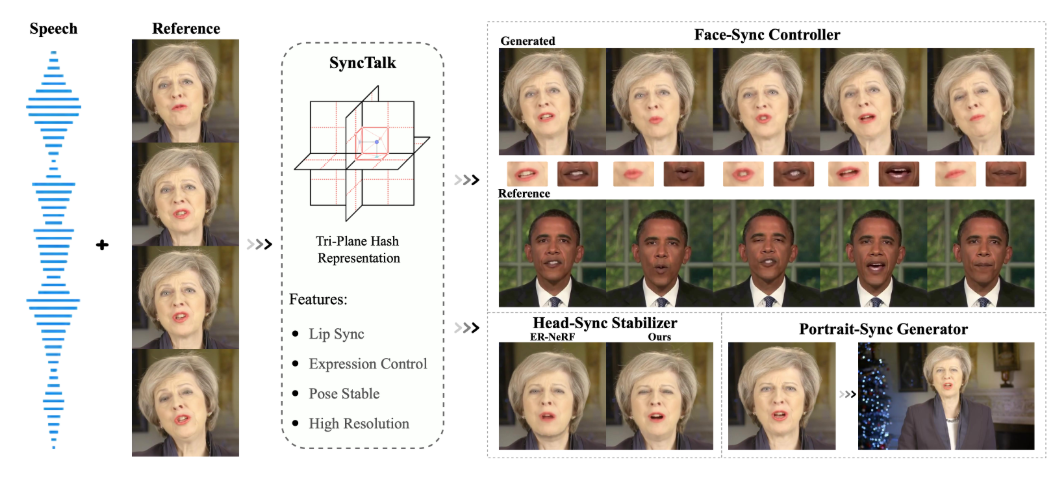 Speech
Reference
SyncTalk
Tri-Plane Hash
Representation
Features:
Lip Sync
Expression Control
Pose Stable
High Resolution
Face-Sync Controller
Generated
Reference
Head-Sync Stabilizer
ER-NeRF
Ours
Portrait-Sync Generator